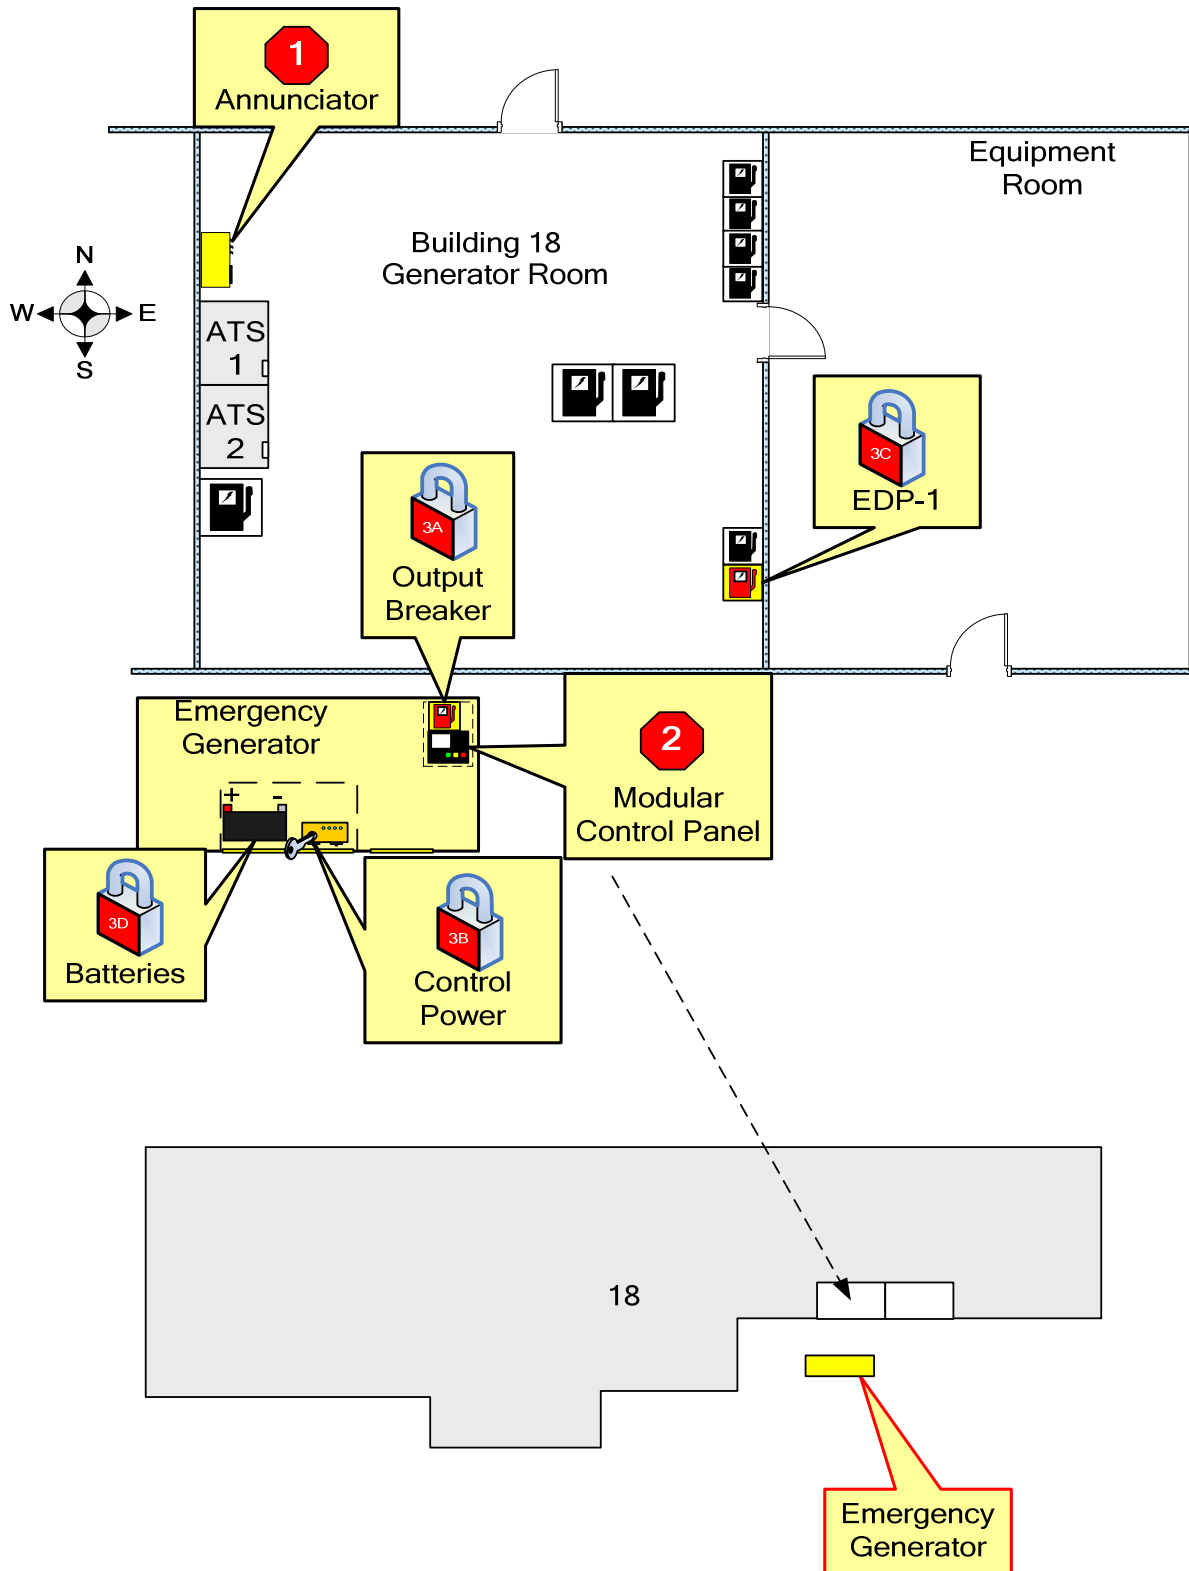 1
Annunciator
Equipment
Room
Building 18
Generator Room
N
W
E
S
ATS
1
ATS
2
3C
EDP-1
3A
Output
Breaker
Emergency
Generator
2
Modular
Control Panel
+
-
3D
Batteries
3B
Control
Power
18
Emergency
Generator